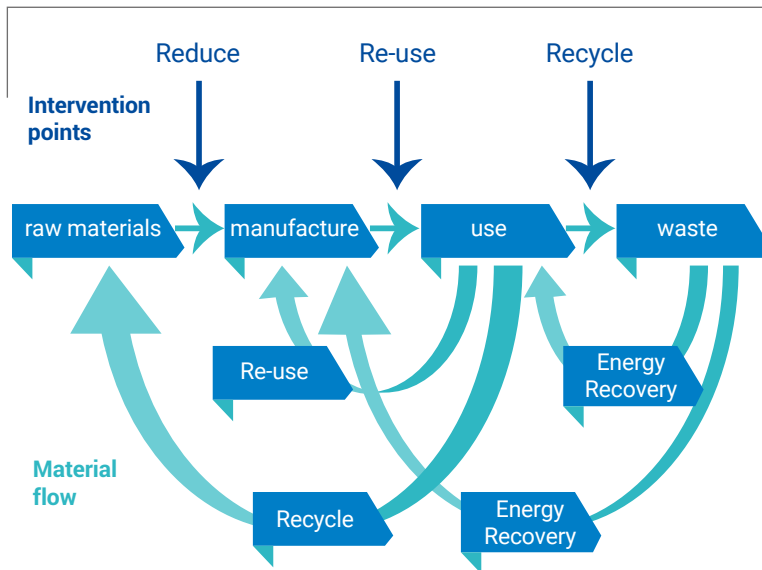 Reduce
Re-use
Recycle
Intervention
points
raw materials
manufacture
use
waste
Re-use
Energy
Recovery
Material
flow
Recycle
Energy
Recovery